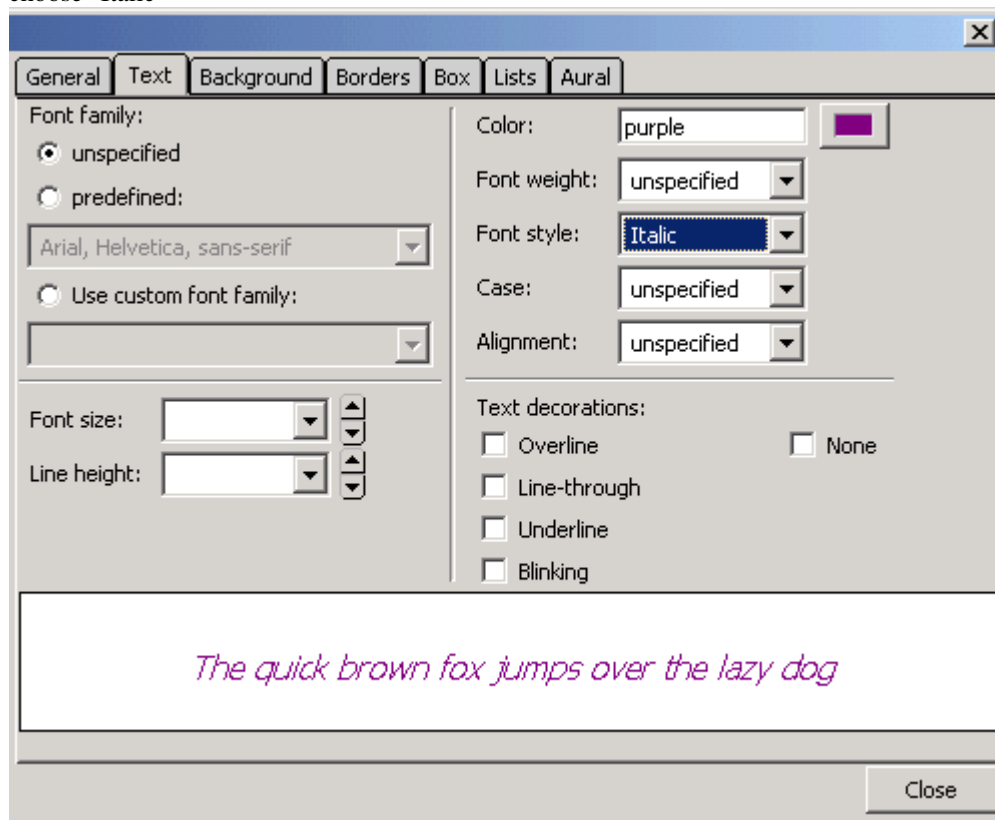 General Text Background Borders Box Lists Aural
Font family:
unspecified
predefined:
Arial, Helvetica, sans-serif
Use custom font family:
Font size:
Line height:
Color: purple
Font weight: unspecified
Font style: Italic
Case: unspecified
Alignment: unspecified
Text decorations:
Overline None
Line-through
Underline
Blinking
The quick brown fox jumps over the lazy dog
Close